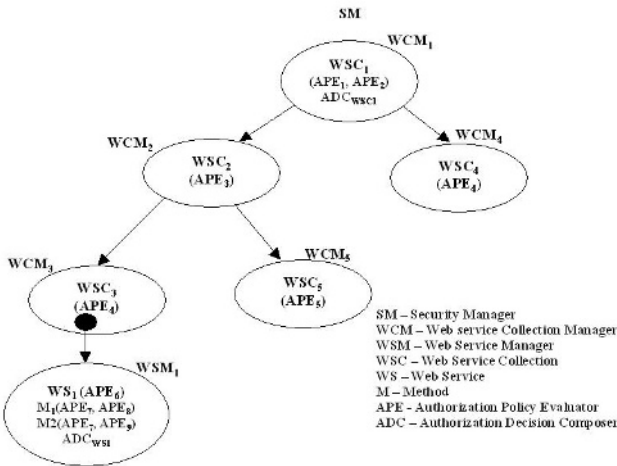 SM
WCM₁
WSC₁
(APE₁, APE₂)
ADC_WSC1
WCM₂
WSC₂
(APE₃)
WCM₄
WSC₄
(APE₄)
WCM₃
WSC₃
(APE₄)
WCM₅
WSC₅
(APE₅)
WSM₁
WS₁ (APE₆)
M₁(APE₇, APE₈)
M2(APE₇, APE₉)
ADC_WS1
SM – Security Manager
WCM – Web service Collection Manager
WSM – Web Service Manager
WSC – Web Service Collection
WS – Web Service
M – Method
APE - Authorization Policy Evaluator
ADC – Authorization Decision Composer